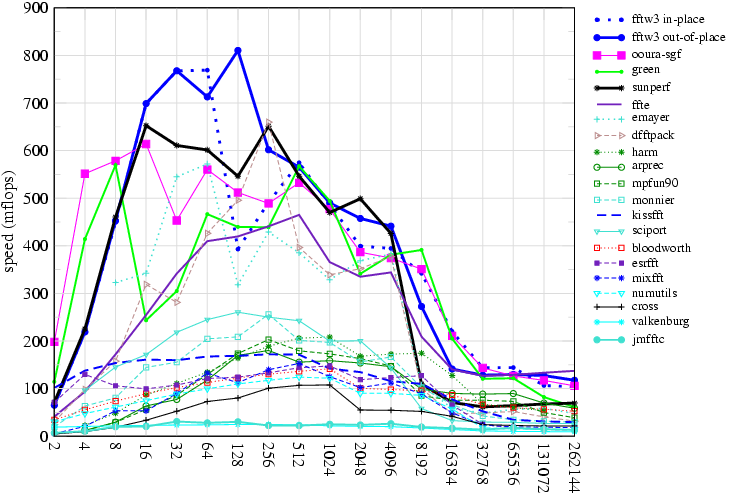 900
800
700
600
500
400
300
200
100
0
speed (mflops)
2
4
8
16
32
64
128
256
512
1024
2048
4096
8192
16384
32768
65536
131072
262144
fftw3 in-place
fftw3 out-of-place
ooura-sgf
green
sunperf
ffte
emayer
dfftpack
harm
arprec
mpfun90
monnier
kissfft
sciport
bloodworth
esrfft
mixfft
numutils
cross
valkenburg
jmfftc